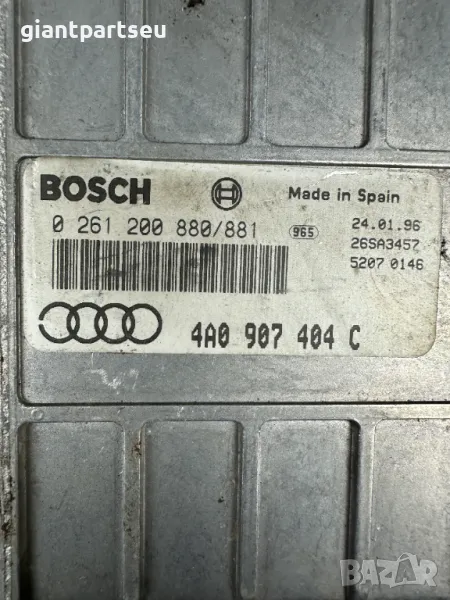 giantpartseu
BOSCH
Made in Spain
0 261 200 880/881
965
24.01.96
26SA3457
5207 0146
4A0 907 404 C
BAZAR